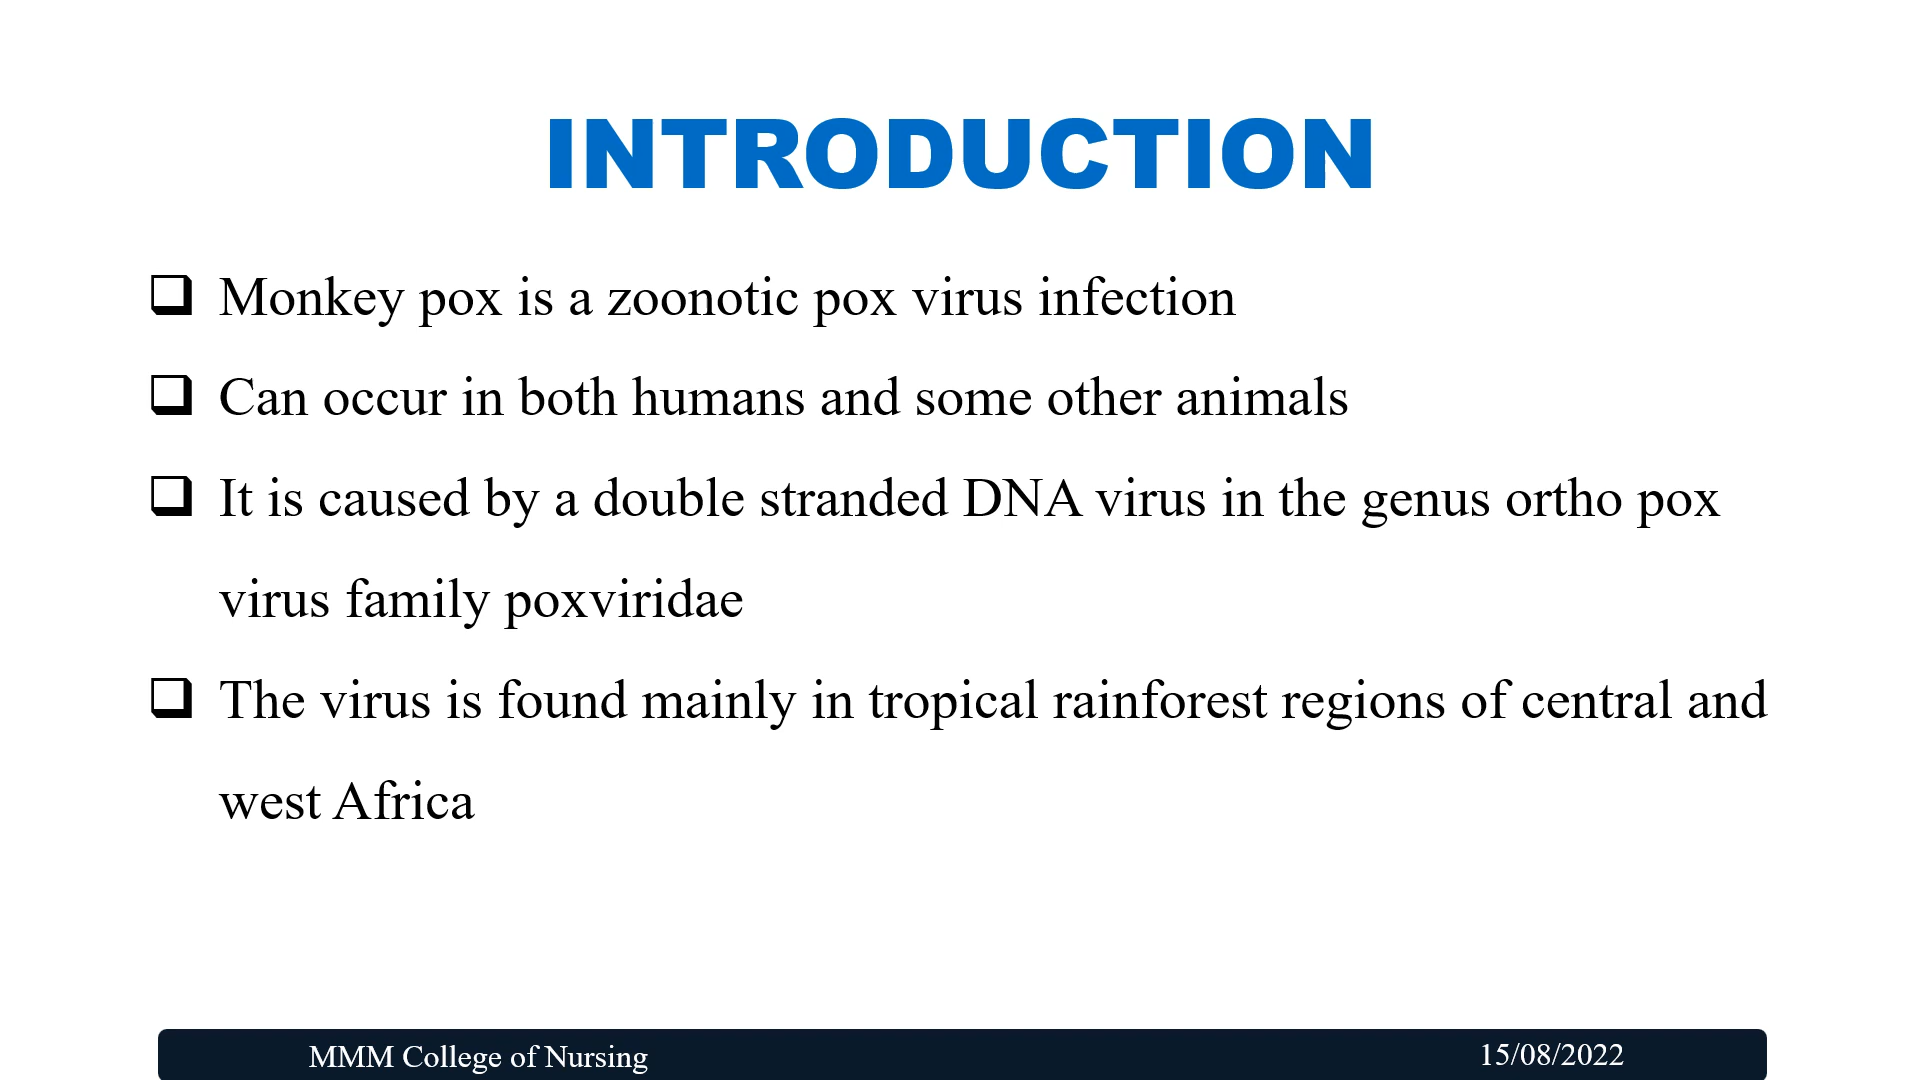 INTRODUCTION
Monkey pox is a zoonotic pox virus infection
Can occur in both humans and some other animals
It is caused by a double stranded DNA virus in the genus ortho pox
virus family poxviridae
The virus is found mainly in tropical rainforest regions of central and
west Africa
MMM College of Nursing
15/08/2022